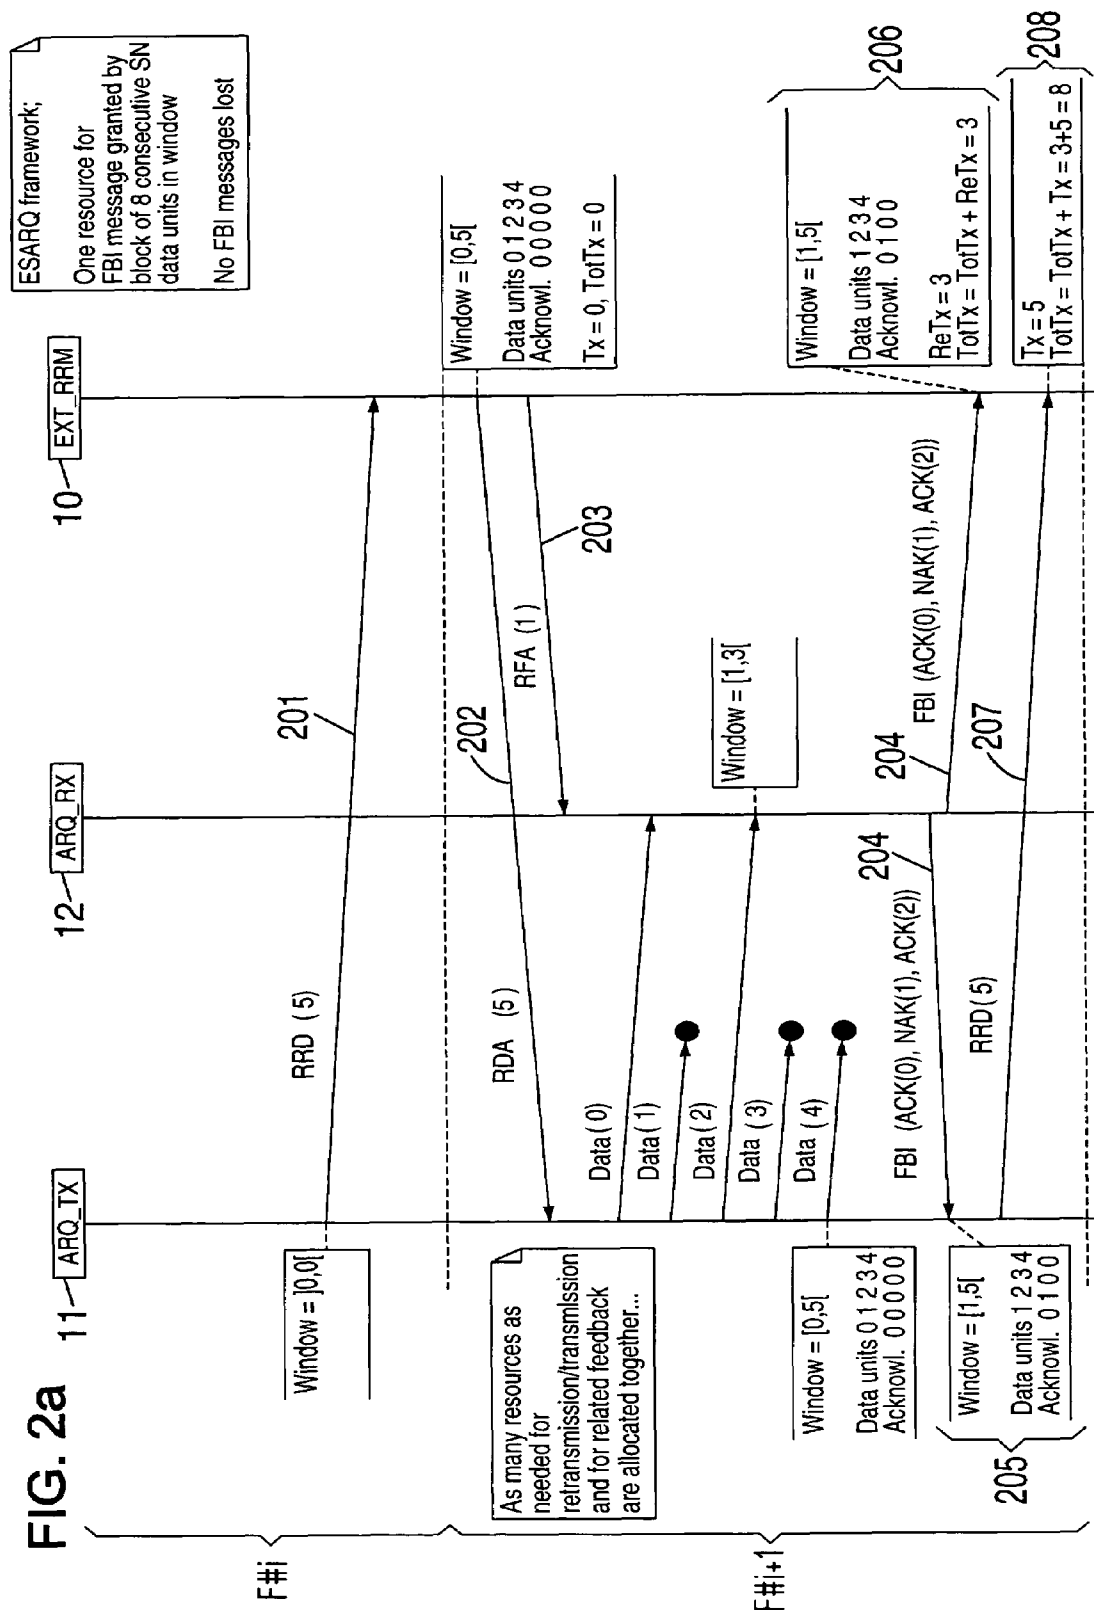 FIG. 2a
11
ARQ_TX
12
ARQ_RX
10
EXT_RRM
ESARQ framework;
One resource for
FBI message granted by
block of 8 consecutive SN
data units in window
No FBI messages lost
F#i
Window = ]0,0[
RRD (5)
201
F#i+1
As many resources as
needed for
retransmission/transmission
and for related feedback
are allocated together...
RDA (5)
202
RFA (1)
203
Window = [0,5[
Data units 0 1 2 3 4
Acknowl. 0 0 0 0 0
Tx = 0, TotTx = 0
Data(0)
Data(1)
Data(2)
Data(3)
Data (4)
Window = [1,3[
Window = [0,5[
Data units 0 1 2 3 4
Acknowl. 0 0 0 0 0
FBI (ACK(0), NAK(1), ACK(2))
204
204
FBI (ACK(0), NAK(1), ACK(2))
Window = [1,5[
Data units 1 2 3 4
Acknowl. 0 1 0 0
205
Window = [1,5[
Data units 1 2 3 4
Acknowl. 0 1 0 0
ReTx = 3
TotTx = TotTx + ReTx = 3
206
RRD(5)
207
Tx = 5
TotTx = TotTx + Tx = 3+5 = 8
208